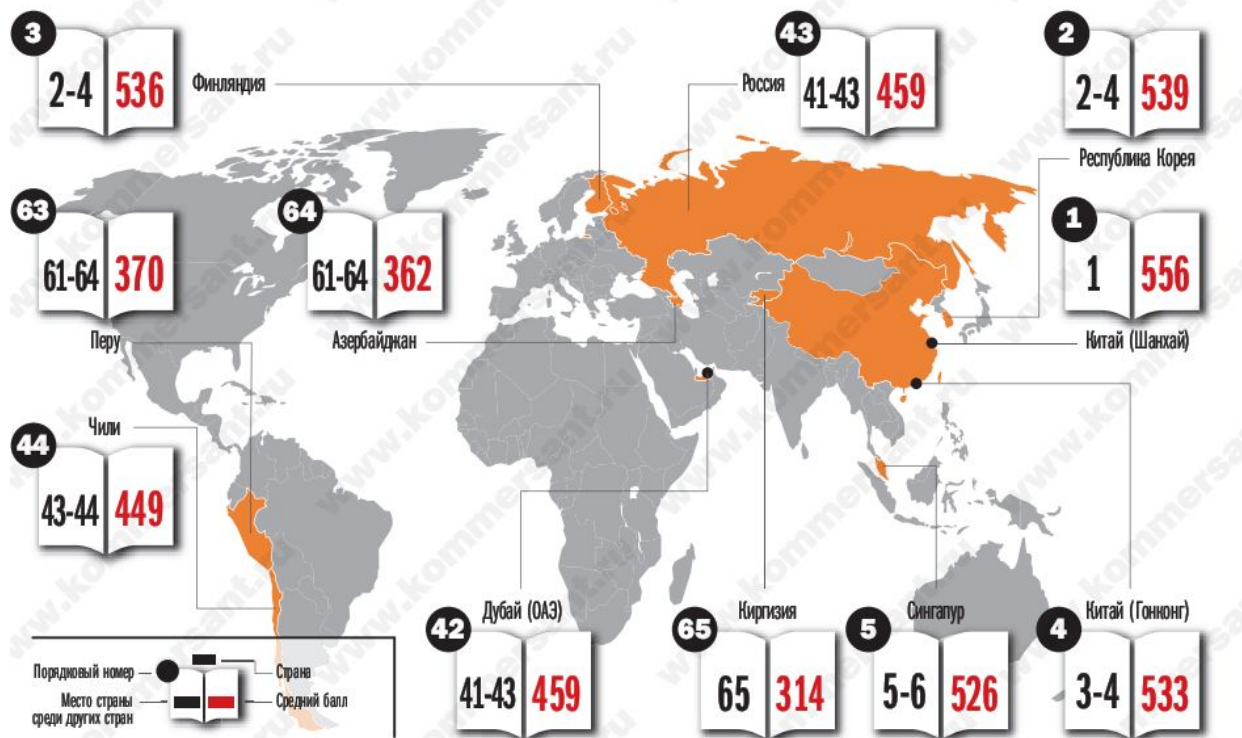 3
2-4 536
Финляндия
43
Россия
41-43 459
2
2-4 539
Республика Корея
63
61-64 370
Перу
64
61-64 362
Азербайджан
1
1 556
Китай (Шанхай)
Чили
44
43-44 449
Дубай (ОАЭ)
42
41-43 459
Киргизия
65
65 314
Сингапур
5
5-6 526
Китай (Гонконг)
4
3-4 533
Порядковый номер
Страна
Место страны
среди других стран
Средний балл
www.kommersant.ru